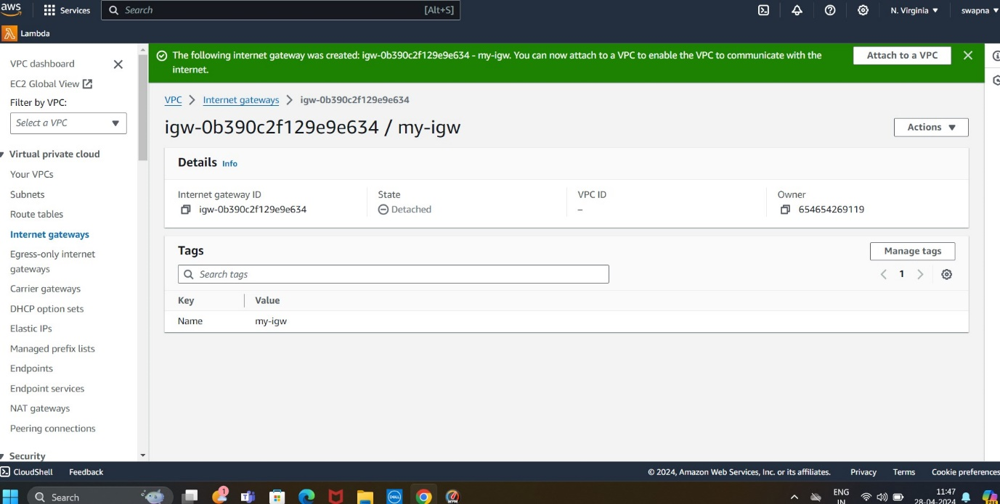 aws
Services
Search
[Alt+S]
N. Virginia
swapna
Lambda
VPC dashboard
EC2 Global View
Filter by VPC:
Select a VPC
Virtual private cloud
Your VPCs
Subnets
Route tables
Internet gateways
Egress-only internet
gateways
Carrier gateways
DHCP option sets
Elastic IPs
Managed prefix lists
Endpoints
Endpoint services
NAT gateways
Peering connections
Security
The following internet gateway was created: igw-0b390c2f129e9e634 - my-igw. You can now attach to a VPC to enable the VPC to communicate with the
internet.
Attach to a VPC
VPC > Internet gateways > igw-0b390c2f129e9e634
igw-0b390c2f129e9e634 / my-igw
Actions
Details Info
Internet gateway ID
igw-0b390c2f129e9e634
State
Detached
VPC ID
–
Owner
654654269119
Tags
Manage tags
Search tags
1
Key Value
Name my-igw
CloudShell Feedback
© 2024, Amazon Web Services, Inc. or its affiliates. Privacy Terms Cookie preferences
Search
1
DELL
ENG
IN
11:47
28-04-2024
PRE